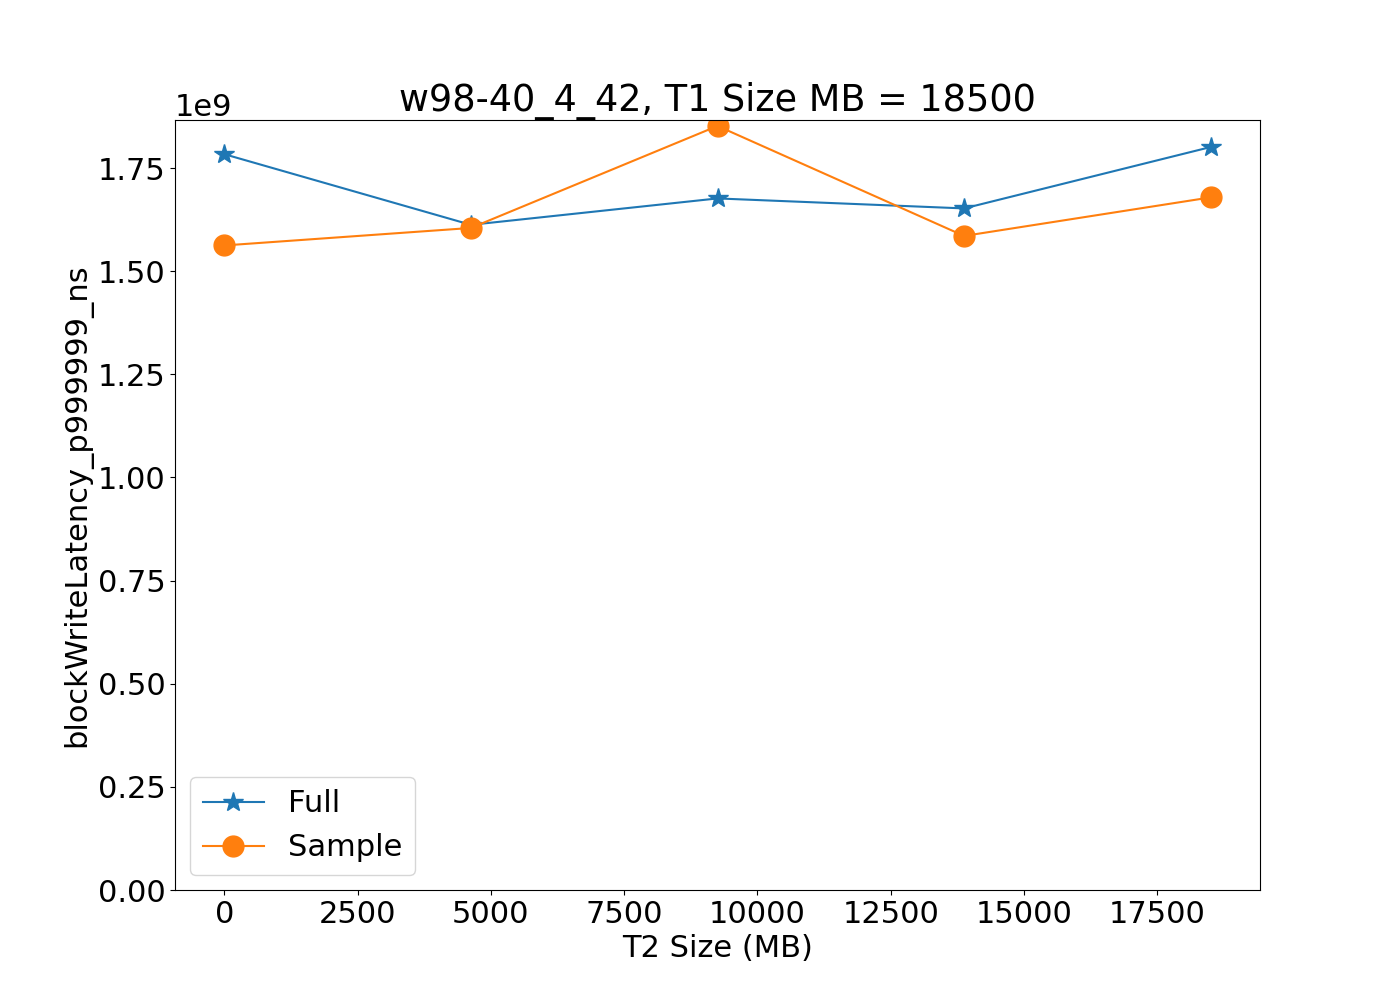 w98-40_4_42, T1 Size MB = 18500
1e9
1.75
1.50
1.25
1.00
0.75
0.50
0.25
0.00
blockWriteLatency_p999999_ns
Full
Sample
0 2500 5000 7500 10000 12500 15000 17500
T2 Size (MB)